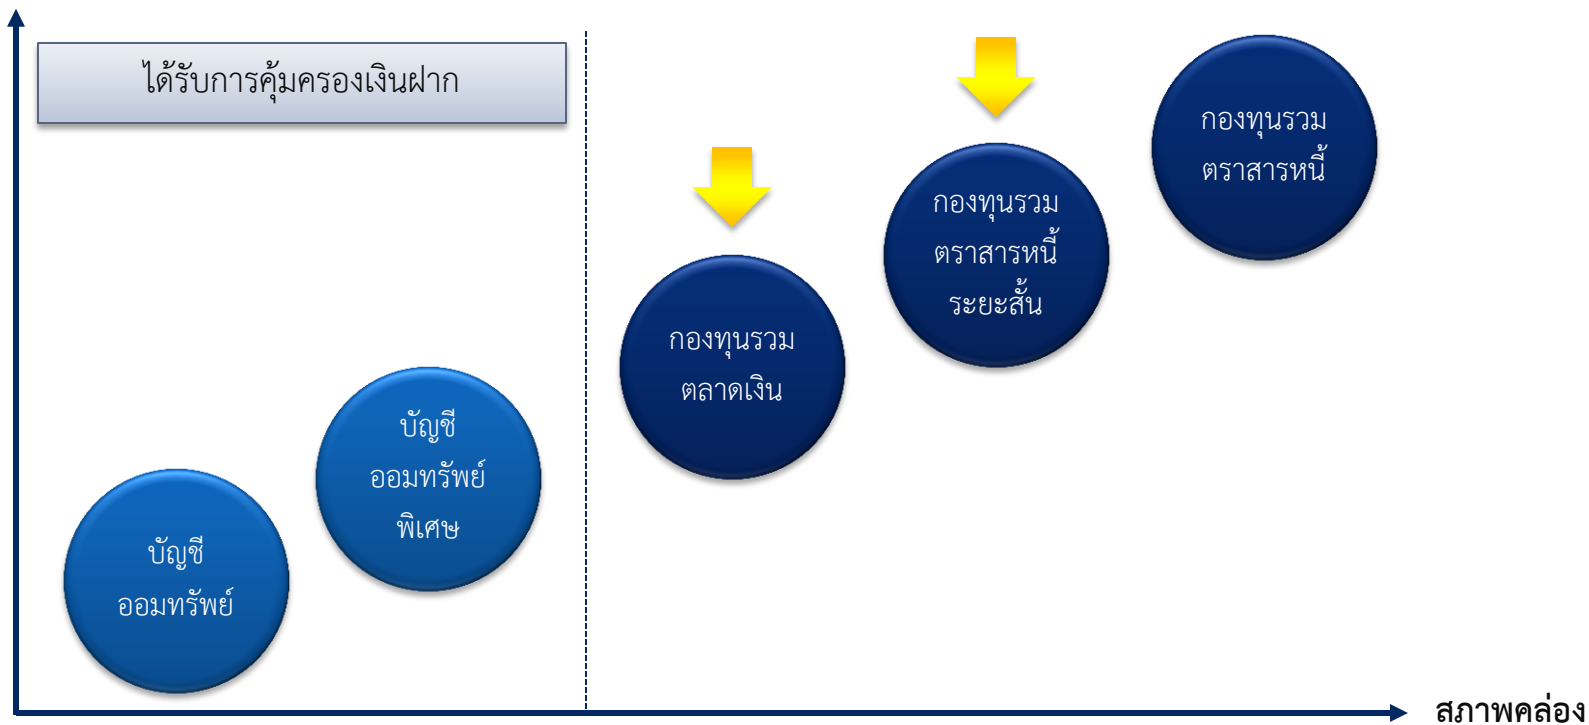 ได้รับการคุ้มครองเงินฝาก
กองทุนรวม
ตราสารหนี้
กองทุนรวม
ตราสารหนี้
ระยะสั้น
กองทุนรวม
ตลาดเงิน
บัญชี
ออมทรัพย์
พิเศษ
บัญชี
ออมทรัพย์
สภาพคล่อง